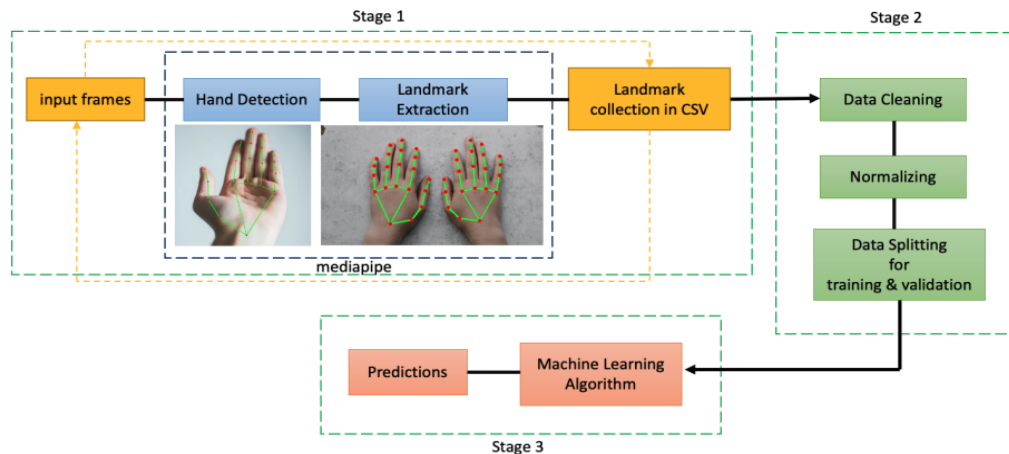 Stage 1
Stage 2
input frames
Hand Detection
Landmark
Extraction
Landmark
collection in CSV
Data Cleaning
Normalizing
Data Splitting
for
training & validation
mediapipe
Predictions
Machine Learning
Algorithm
Stage 3